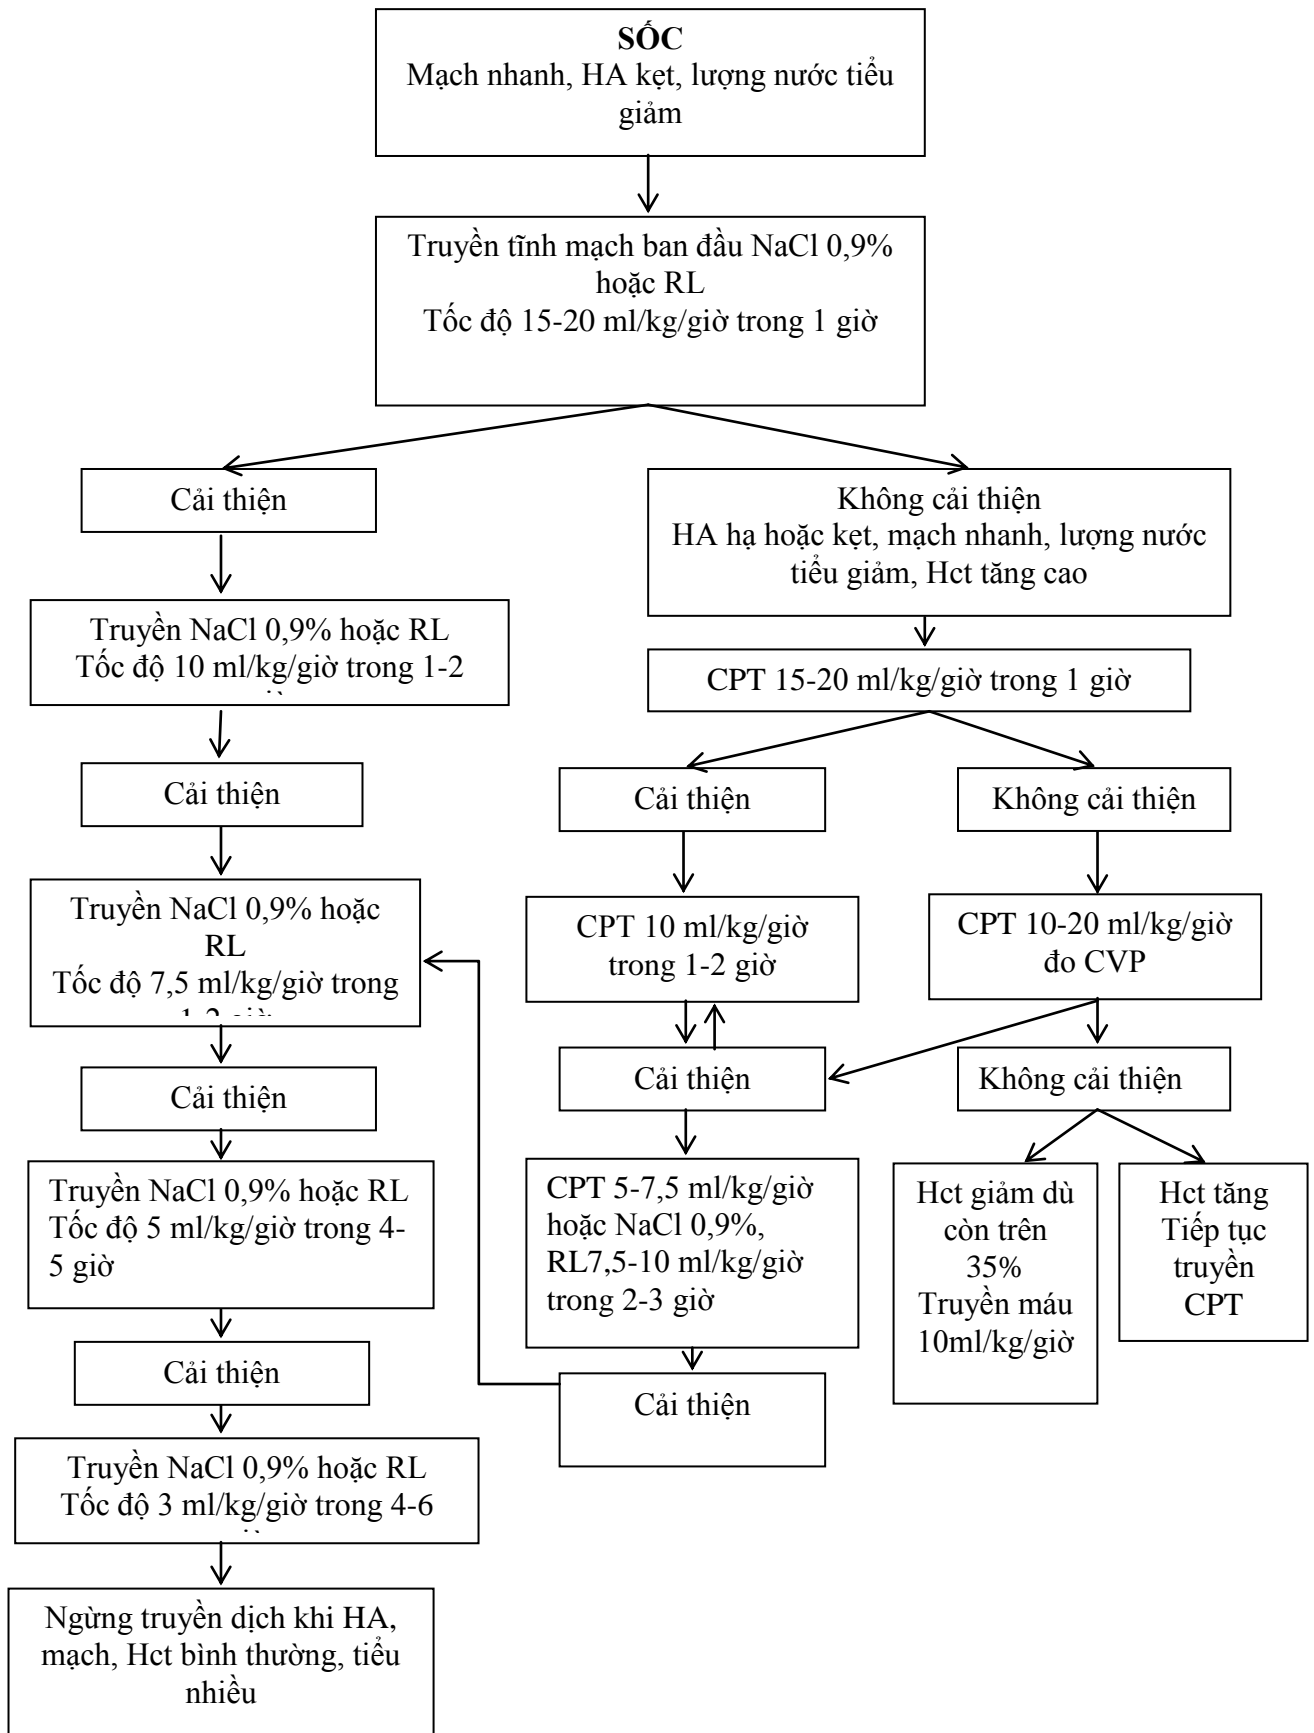 SỐC
Mạch nhanh, HA kẹt, lượng nước tiểu
giảm
Truyền tĩnh mạch ban đầu NaCl 0,9%
hoặc RL
Tốc độ 15-20 ml/kg/giờ trong 1 giờ
Cải thiện
Không cải thiện
HA hạ hoặc kẹt, mạch nhanh, lượng nước
tiểu giảm, Hct tăng cao
Truyền NaCl 0,9% hoặc RL
Tốc độ 10 ml/kg/giờ trong 1-2
CPT 15-20 ml/kg/giờ trong 1 giờ
Cải thiện
Cải thiện
Không cải thiện
Truyền NaCl 0,9% hoặc
RL
Tốc độ 7,5 ml/kg/giờ trong
1-2 giờ
CPT 10 ml/kg/giờ
trong 1-2 giờ
CPT 10-20 ml/kg/giờ
đo CVP
Cải thiện
Cải thiện
Không cải thiện
Truyền NaCl 0,9% hoặc RL
Tốc độ 5 ml/kg/giờ trong 4-
5 giờ
CPT 5-7,5 ml/kg/giờ
hoặc NaCl 0,9%,
RL7,5-10 ml/kg/giờ
trong 2-3 giờ
Hct giảm dù
còn trên
35%
Truyền máu
10ml/kg/giờ
Hct tăng
Tiếp tục
truyền
CPT
Cải thiện
Cải thiện
Truyền NaCl 0,9% hoặc RL
Tốc độ 3 ml/kg/giờ trong 4-6
Ngừng truyền dịch khi HA,
mạch, Hct bình thường, tiểu
nhiều